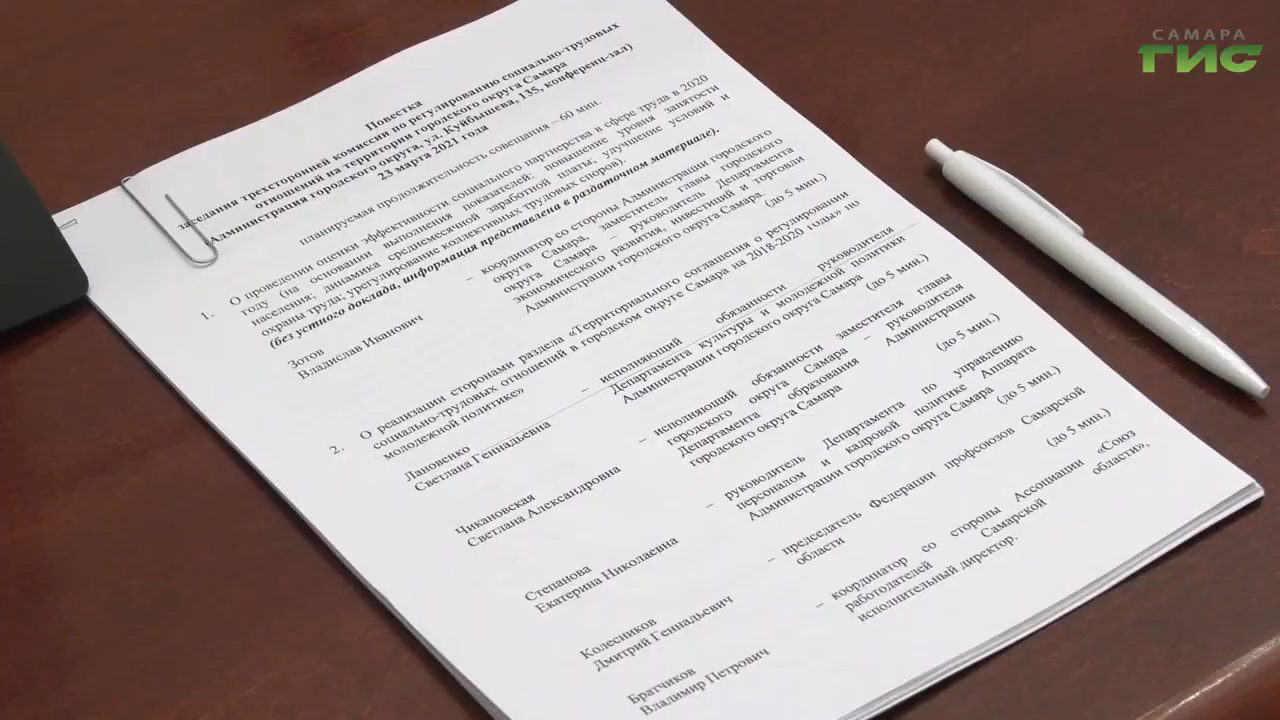 САМАРА
ГИС
Повестка
заседания трехсторонней комиссии по регулированию социально-трудовых
отношений на территории городского округа Самара
(Администрация городского округа, ул. Куйбышева, 135, конференц-зал)
23 марта 2021 года
планируемая продолжительность совещания – 60 мин.
1. О проведении оценки эффективности социального партнерства в сфере труда в 2020
году (на основании выполнения показателей: повышение уровня занятости
населения; динамика среднемесячной заработной платы; улучшение условий и
охраны труда; урегулирование коллективных трудовых споров).
(без устного доклада, информация представлена в раздаточном материале).
Зотов
Владислав Иванович
– координатор со стороны Администрации городского
округа Самара, заместитель главы городского
округа Самара – руководитель Департамента
экономического развития, инвестиций и торговли
Администрации городского округа Самара (до 5 мин.)
2. О реализации сторонами раздела «Территориального соглашения о регулировании
социально-трудовых отношений в городском округе Самара на 2018-2020 годы» по
молодежной политике»
Лановенко
Светлана Геннадьевна
– исполняющий обязанности руководителя
Департамента культуры и молодежной политики
Администрации городского округа Самара (до 5 мин.)
Чикановская
Светлана Александровна
– исполняющий обязанности заместителя главы
городского округа Самара – руководителя
Департамента образования Администрации
городского округа Самара (до 5 мин.)
Степанова
Екатерина Николаевна
– руководитель Департамента по управлению
персоналом и кадровой политике Аппарата
Администрации городского округа Самара (до 5 мин.)
Колесников
Дмитрий Геннадьевич
– председатель Федерации профсоюзов Самарской
области (до 5 мин.)
Братчиков
Владимир Петрович
– координатор со стороны Ассоциации «Союз
работодателей Самарской области»,
исполнительный директор.